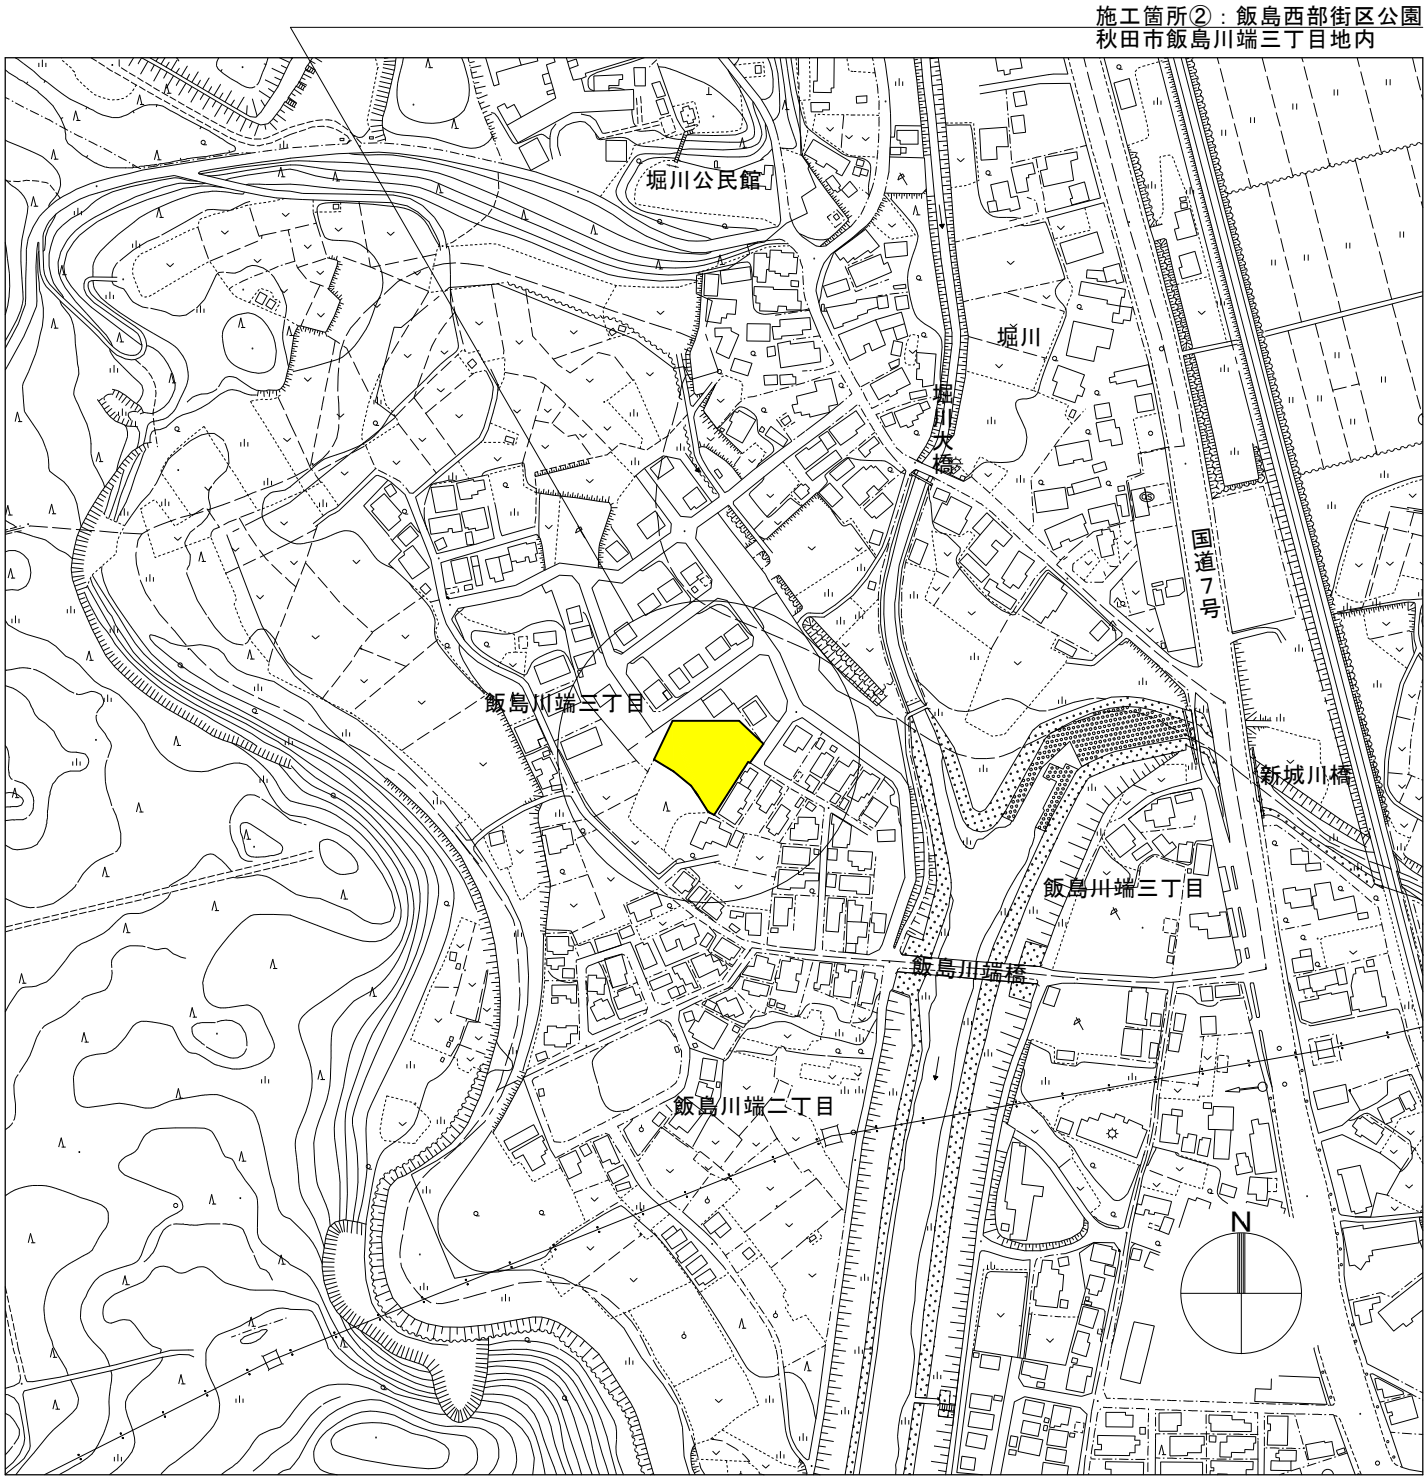 施工箇所②：飯島西部街区公園
秋田市飯島川端三丁目地内
堀川公民館
堀川
堀川大橋
国道7号
飯島川端三丁目
新城川橋
飯島川端三丁目
飯島川端橋
飯島川端二丁目
N